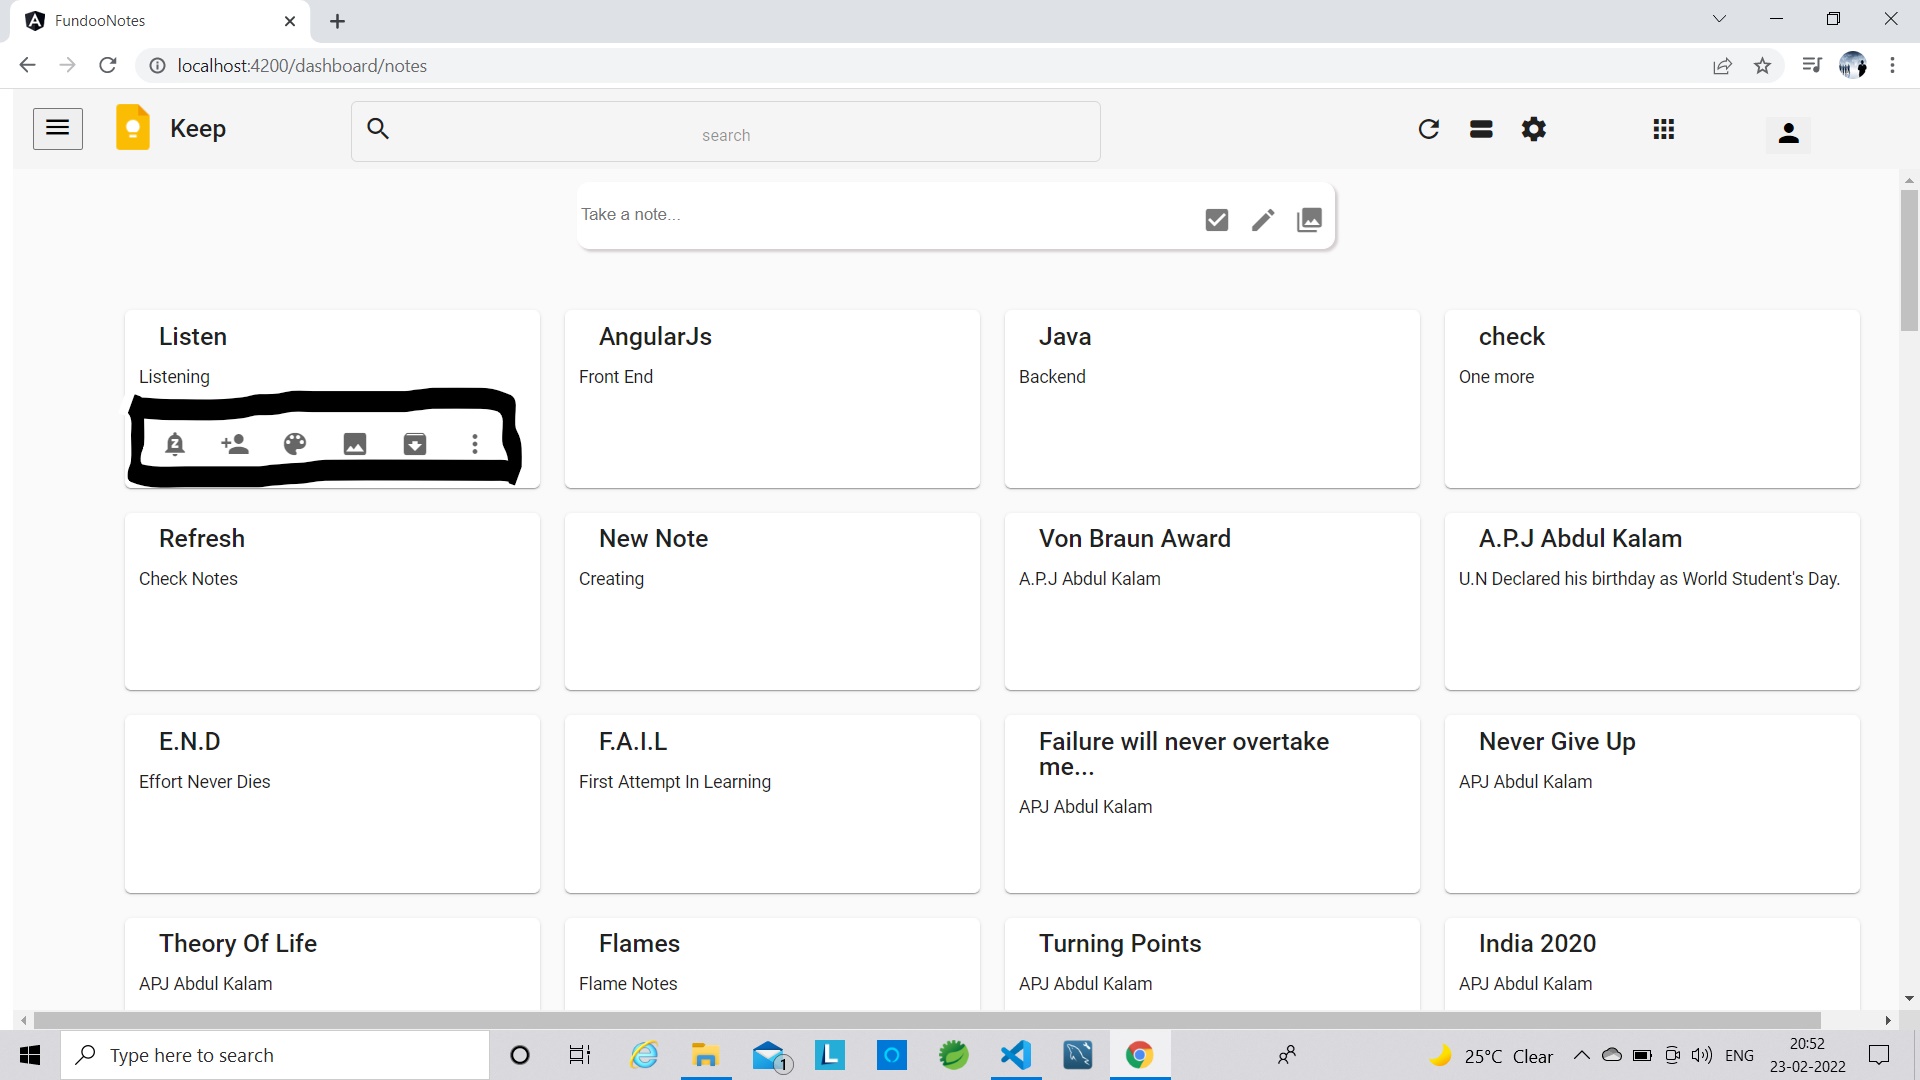 FundooNotes
localhost:4200/dashboard/notes
Keep
search
Take a note...
Listen
Listening
AngularJs
Front End
Java
Backend
check
One more
Refresh
Check Notes
New Note
Creating
Von Braun Award
A.P.J Abdul Kalam
A.P.J Abdul Kalam
U.N Declared his birthday as World Student's Day.
E.N.D
Effort Never Dies
F.A.I.L
First Attempt In Learning
Failure will never overtake
me...
APJ Abdul Kalam
Never Give Up
APJ Abdul Kalam
Theory Of Life
APJ Abdul Kalam
Flames
Flame Notes
Turning Points
APJ Abdul Kalam
India 2020
APJ Abdul Kalam
Type here to search
1
L
25°C Clear
ENG
20:52
23-02-2022